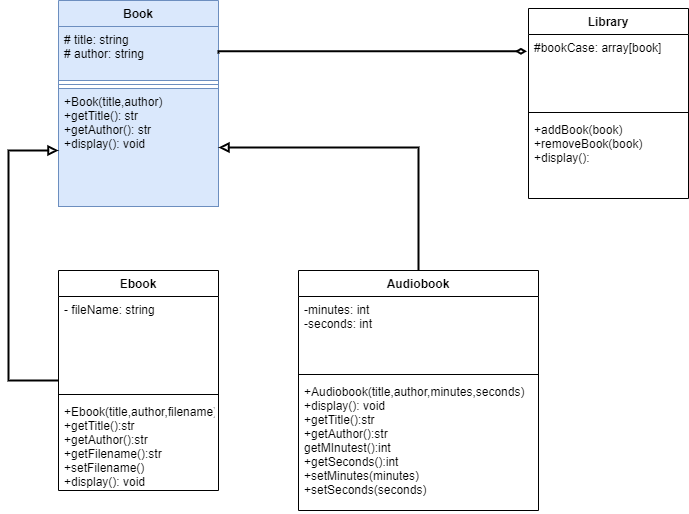 Book
# title: string
# author: string
+Book(title,author)
+getTitle(): str
+getAuthor(): str
+display(): void
Library
#bookCase: array[book]
+addBook(book)
+removeBook(book)
+display():
Ebook
- fileName: string
+Ebook(title,author,filename)
+getTitle():str
+getAuthor():str
+getFilename():str
+setFilename()
+display(): void
Audiobook
-minutes: int
-seconds: int
+Audiobook(title,author,minutes,seconds)
+display(): void
+getTitle():str
+getAuthor():str
getMInutest():int
+getSeconds():int
+setMinutes(minutes)
+setSeconds(seconds)